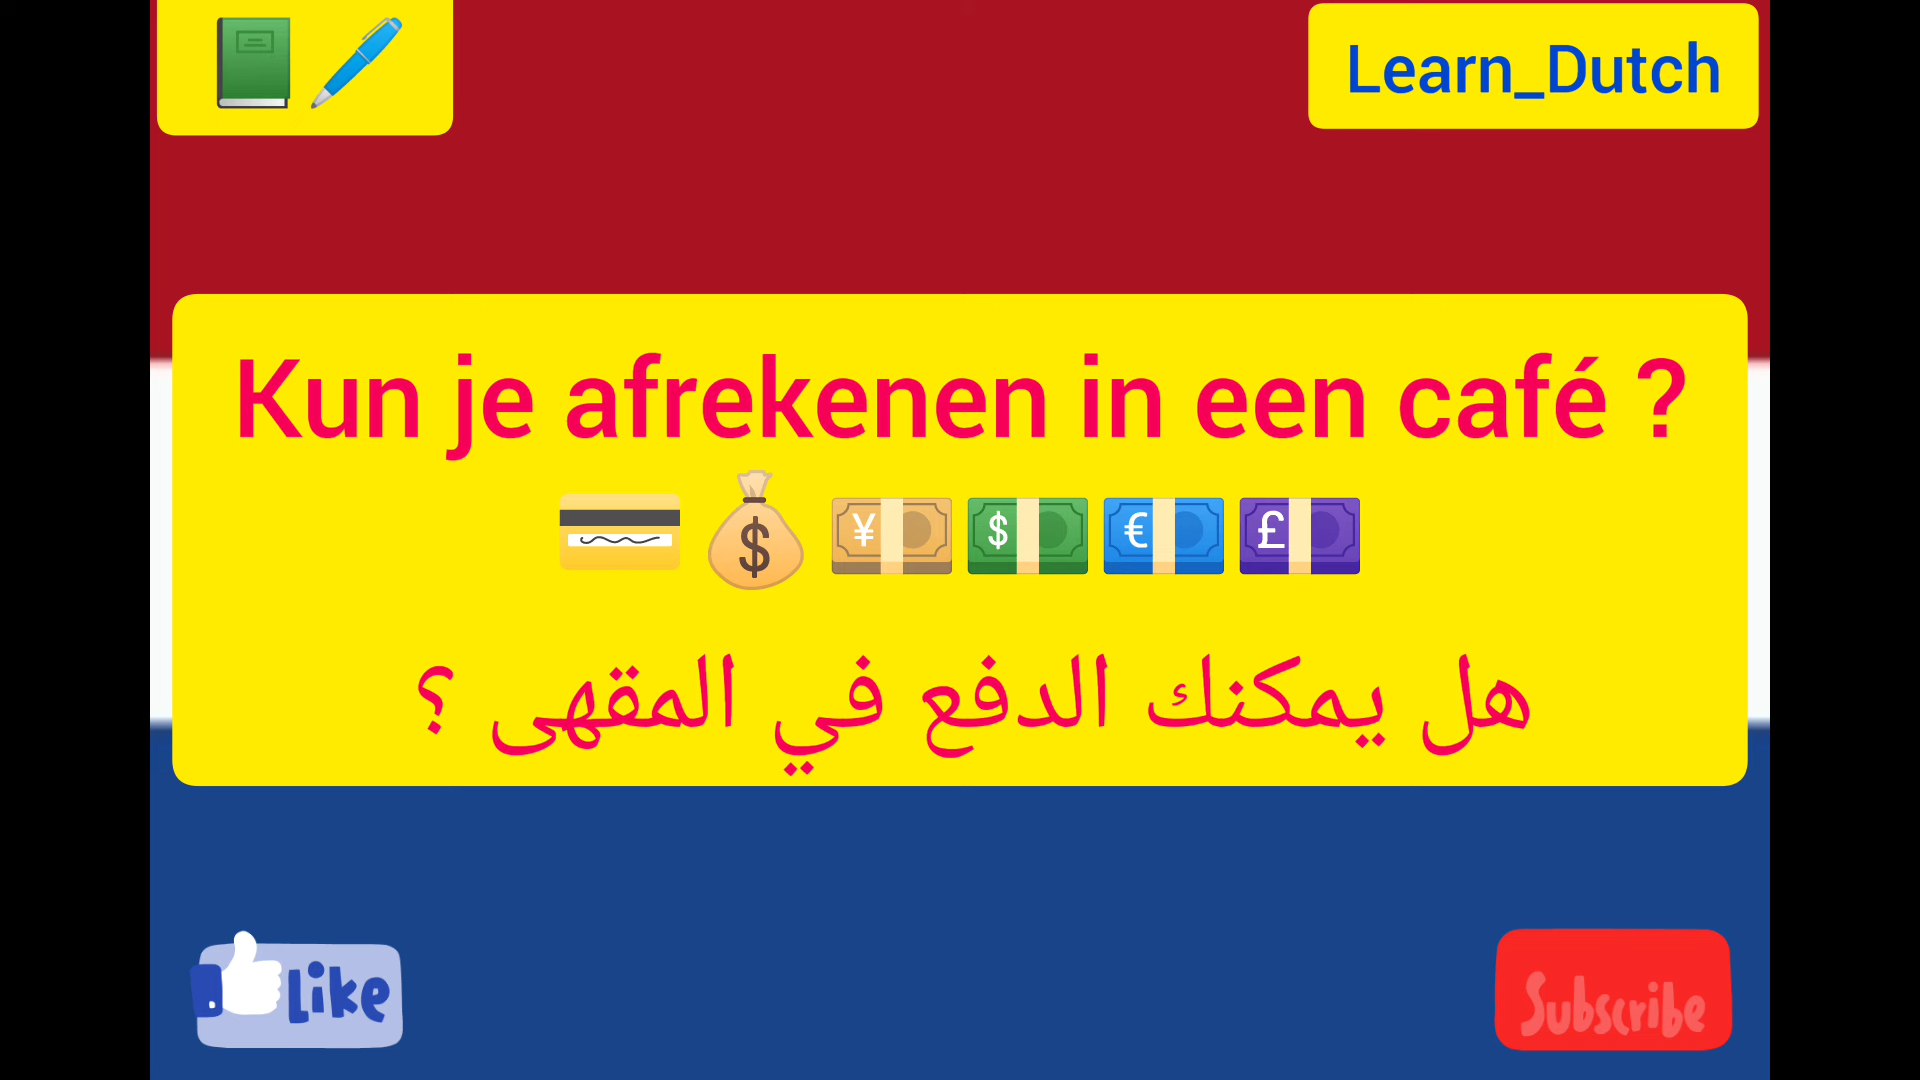 Learn_Dutch
Kun je afrekenen in een café ?
هل يمكنك الدفع في المقهى ؟
Like
Subscribe